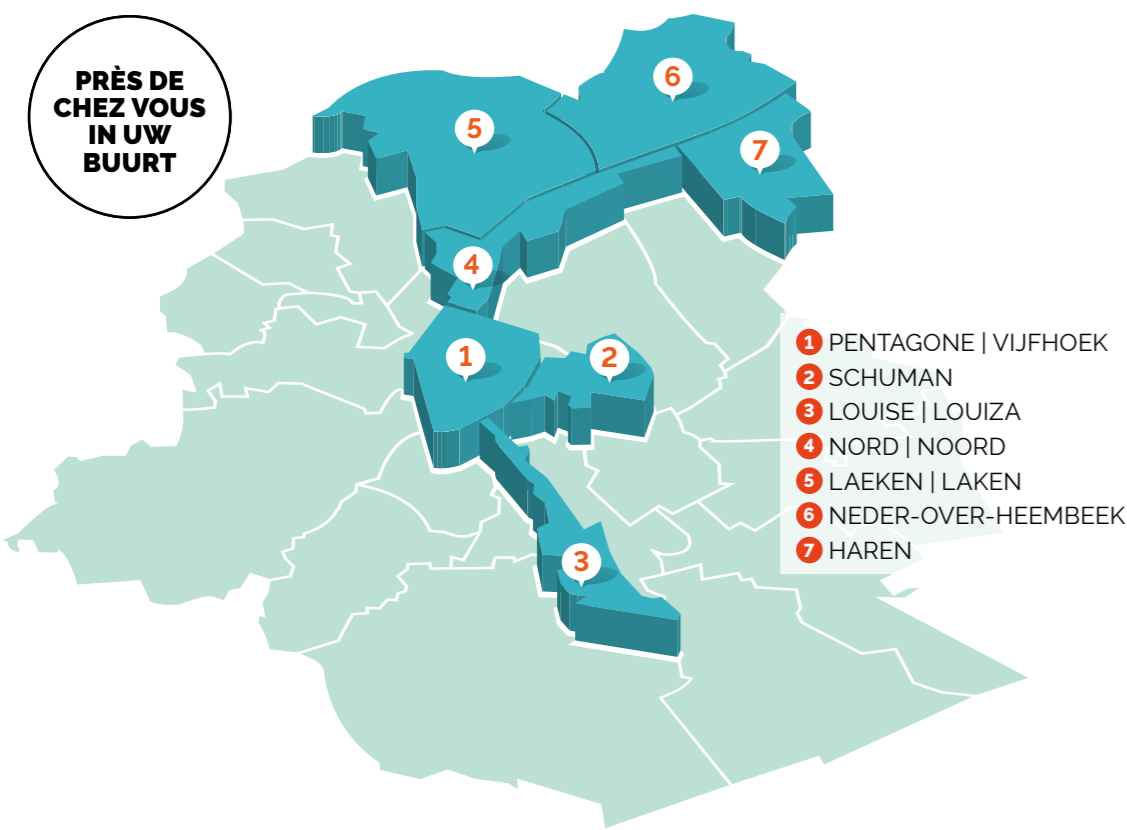 PRÈS DE
CHEZ VOUS
IN UW
BUURT
6
5
7
4
1
2
3
1 PENTAGONE | VIJFHOEK
2 SCHUMAN
3 LOUISE | LOUIZA
4 NORD | NOORD
5 LAEKEN | LAKEN
6 NEDER-OVER-HEEMBEEK
7 HAREN